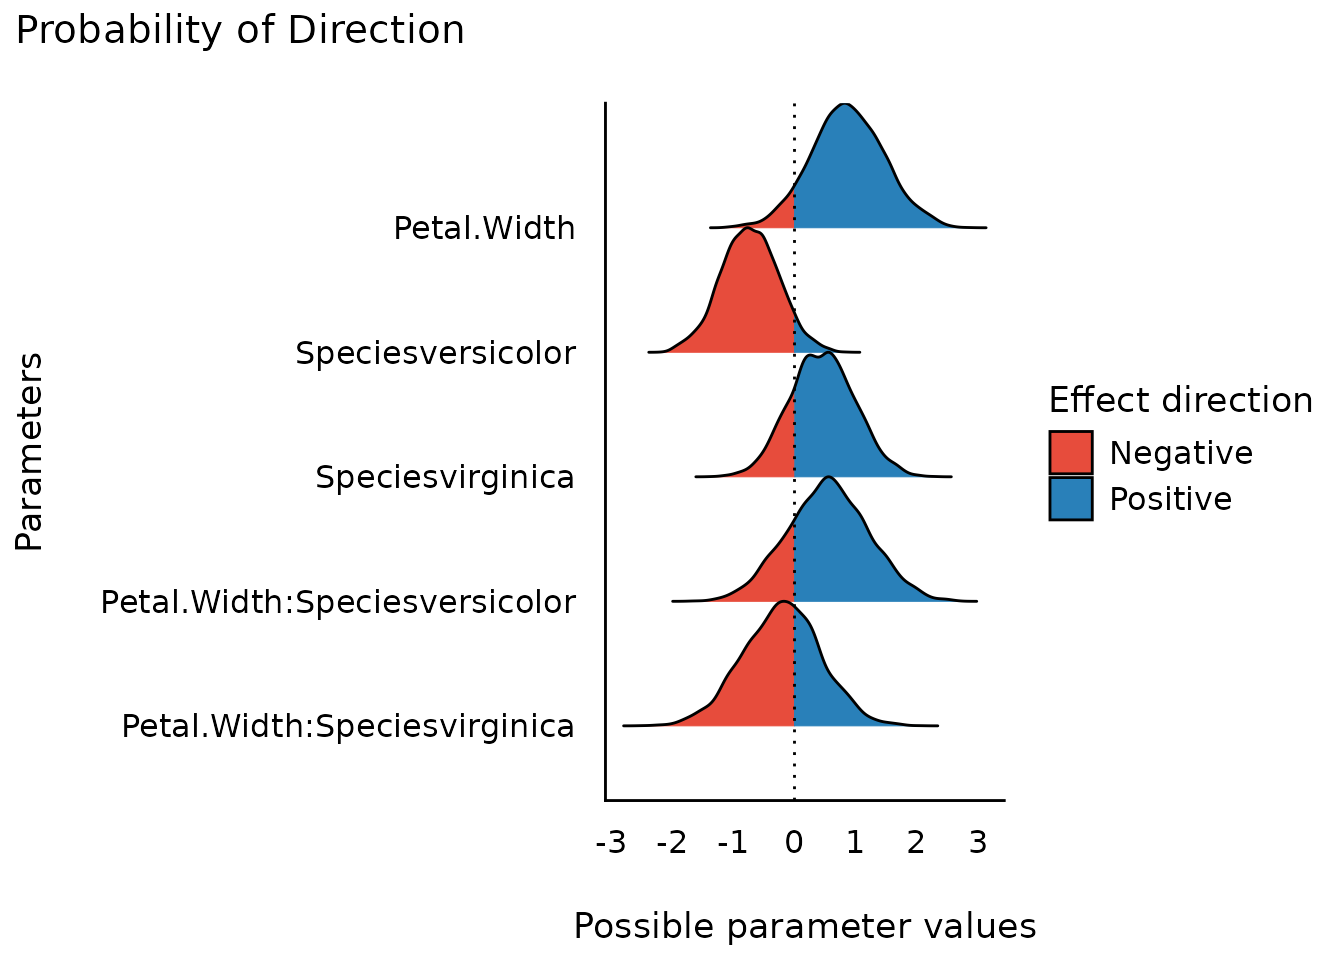 Probability of Direction
Parameters
Petal.Width
Speciesversicolor
Speciesvirginica
Petal.Width:Speciesversicolor
Petal.Width:Speciesvirginica
-3 -2 -1 0 1 2 3
Possible parameter values
Effect direction
Negative
Positive